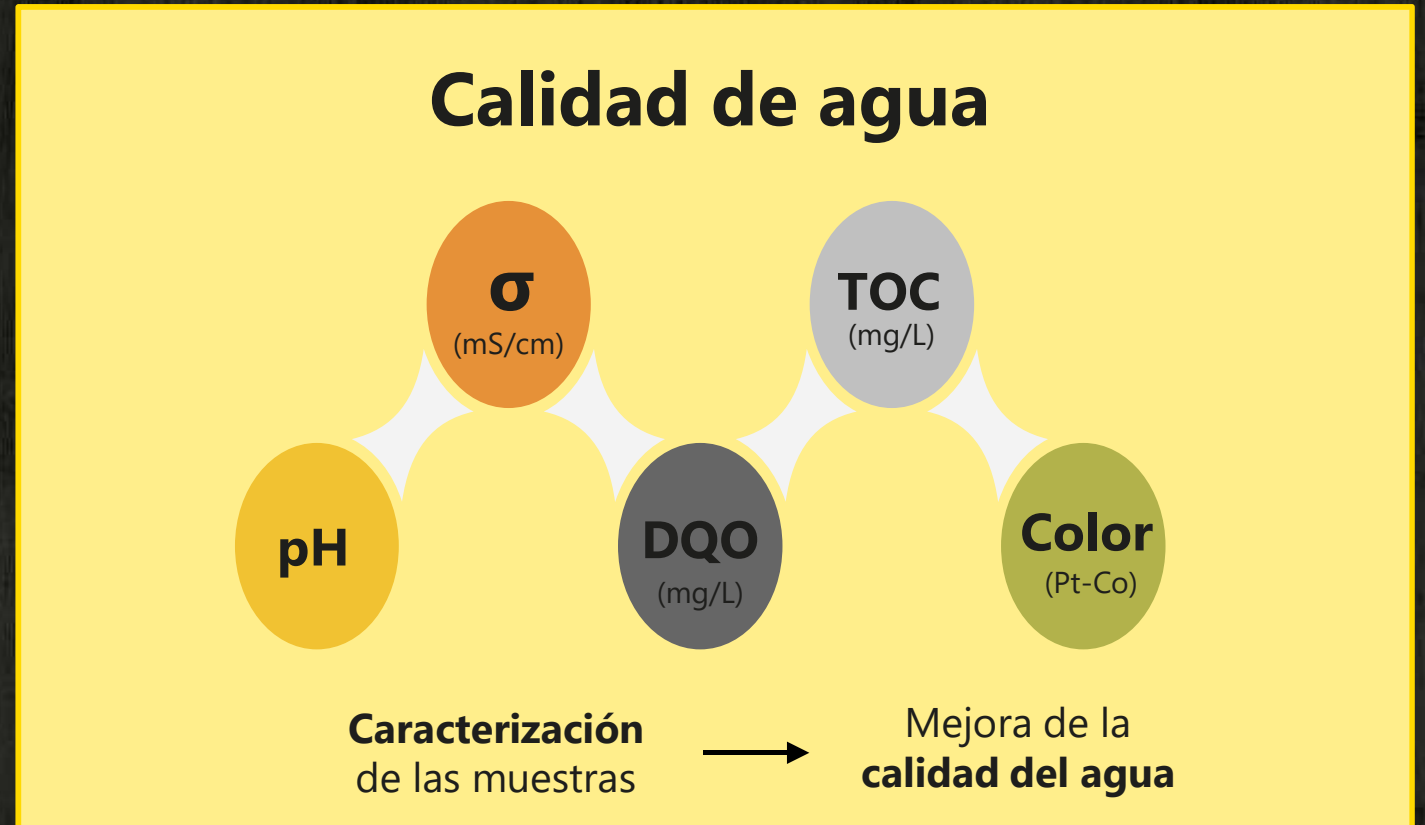 Calidad de agua
σ
(mS/cm)
TOC
(mg/L)
pH
DQO
(mg/L)
Color
(Pt-Co)
Caracterización
de las muestras
Mejora de la
calidad del agua